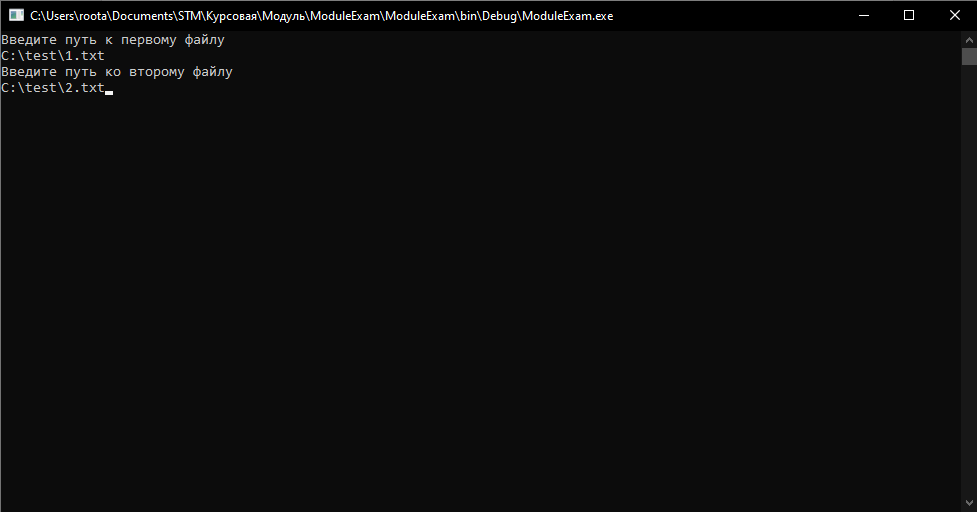 C:\Users\roota\Documents\STM\Курсовая\Модуль\ModuleExam\ModuleExam\bin\Debug\ModuleExam.exe
Введите путь к первому файлу
C:\test\1.txt
Введите путь ко второму файлу
C:\test\2.txt